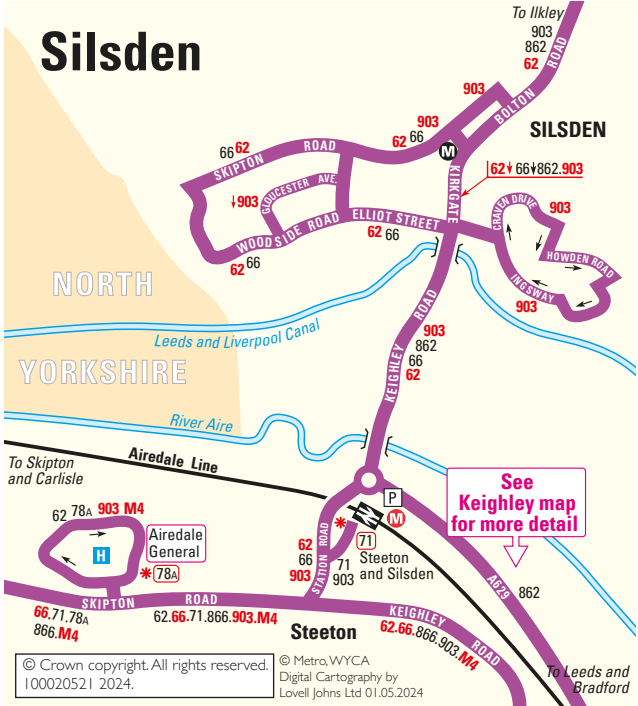 Silsden
To Ilkley
903
862
62
BOLTON ROAD
903
SILSDEN
903
62 66
M
66 62
SKIPTON ROAD
KIRKGATE
62 66 862.903
CRAVEN DRIVE
903
903
GLOUCESTER AVE
WOODSIDE ROAD
ELLIOT STREET
62 66
62 66
HOWDEN ROAD
INGSWAY
903
NORTH
YORKSHIRE
Leeds and Liverpool Canal
KEIGHLEY ROAD
903
862
66
62
River Aire
Airedale Line
To Skipton
and Carlisle
See
Keighley map
for more detail
P
M
62 78A 903 M4
Airedale
General
H
* 78A
*
71
Steeton
and Silsden
62
66
903
STATION ROAD
71
903
A629
862
SKIPTON ROAD
66.71.78A
866.M4
62.66.71.866.903.M4
Steeton
KEIGHLEY ROAD
62.66.866.903.M4
To Leeds and
Bradford
© Crown copyright. All rights reserved.
100020521 2024.
© Metro, WYCA
Digital Cartography by
Lovell Johns Ltd 01.05.2024